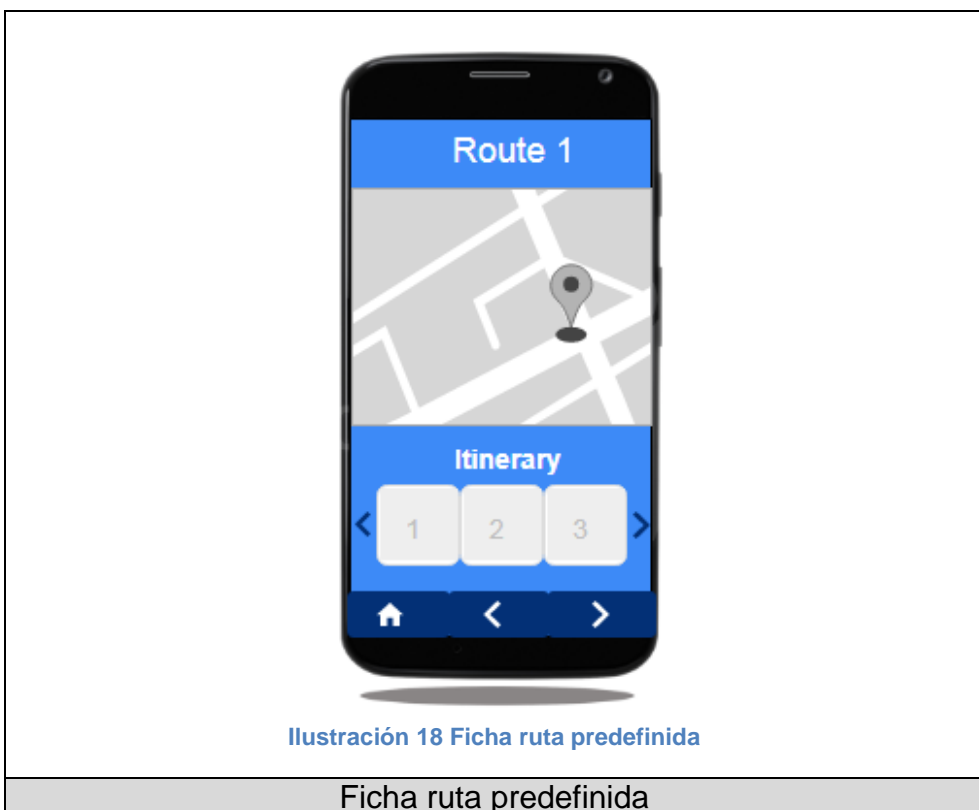 Route 1
Itinerary
1 2 3
Ilustración 18 Ficha ruta predefinida
Ficha ruta predefinida